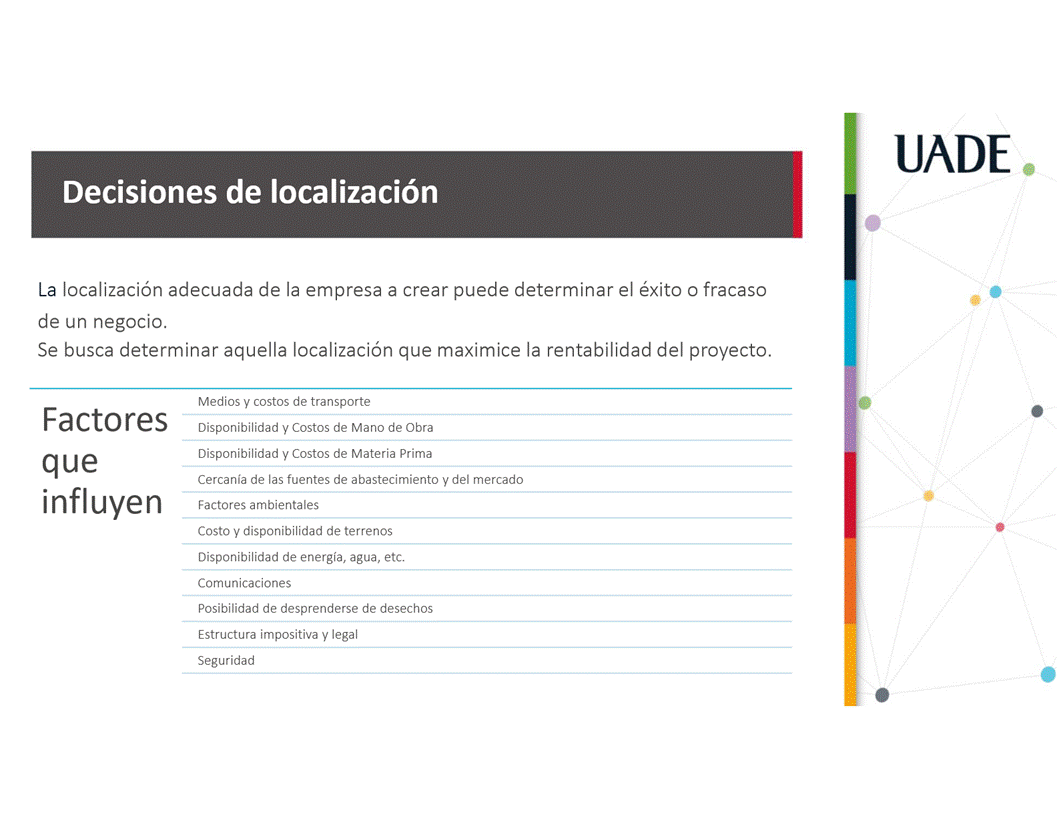 UADE
Decisiones de localización
La localización adecuada de la empresa a crear puede determinar el éxito o fracaso
de un negocio.
Se busca determinar aquella localización que maximice la rentabilidad del proyecto.
Factores
que
influyen
Medios y costos de transporte
Disponibilidad y Costos de Mano de Obra
Disponibilidad y Costos de Materia Prima
Cercanía de las fuentes de abastecimiento y del mercado
Factores ambientales
Costo y disponibilidad de terrenos
Disponibilidad de energía, agua, etc.
Comunicaciones
Posibilidad de desprenderse de desechos
Estructura impositiva y legal
Seguridad